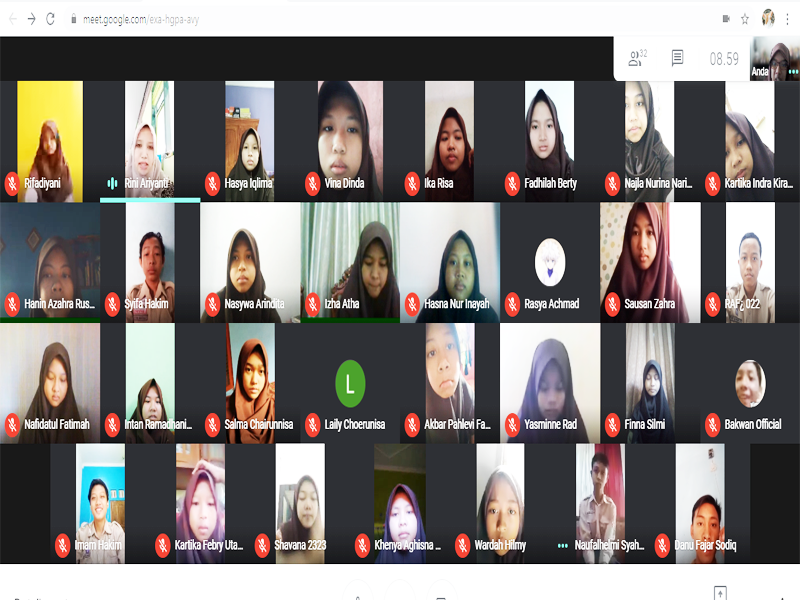 meet.google.com/exa-hgpa-avy
32
08.59
Anda
Rifadiyani
Rini Ariyanti
Hasya Iqlima
Vina Dinda
Ika Risa
Fadhilah Berty
Najla Nurina Nari...
Kartika Indra Kira...
Hanin Azahra Rus...
Syifa Hakim
Nasywa Arindita
Izha Atha
Hasna Nur Inayah
Rasya Achmad
Sausan Zahra
022
Nafidatul Fatimah
Intan Ramadhani...
Salma Chairunnisa
L
Laily Choerunisa
Akbar Pahlevi Fa...
Yasminne Rad
Finna Silmi
Bakwan Official
Imam Hakim
Kartika Febry Uta...
Shavana 2323
Khenya Aghisna ...
Wardah Hilmy
Naufalhelmi Syah...
Danu Fajar Sodiq